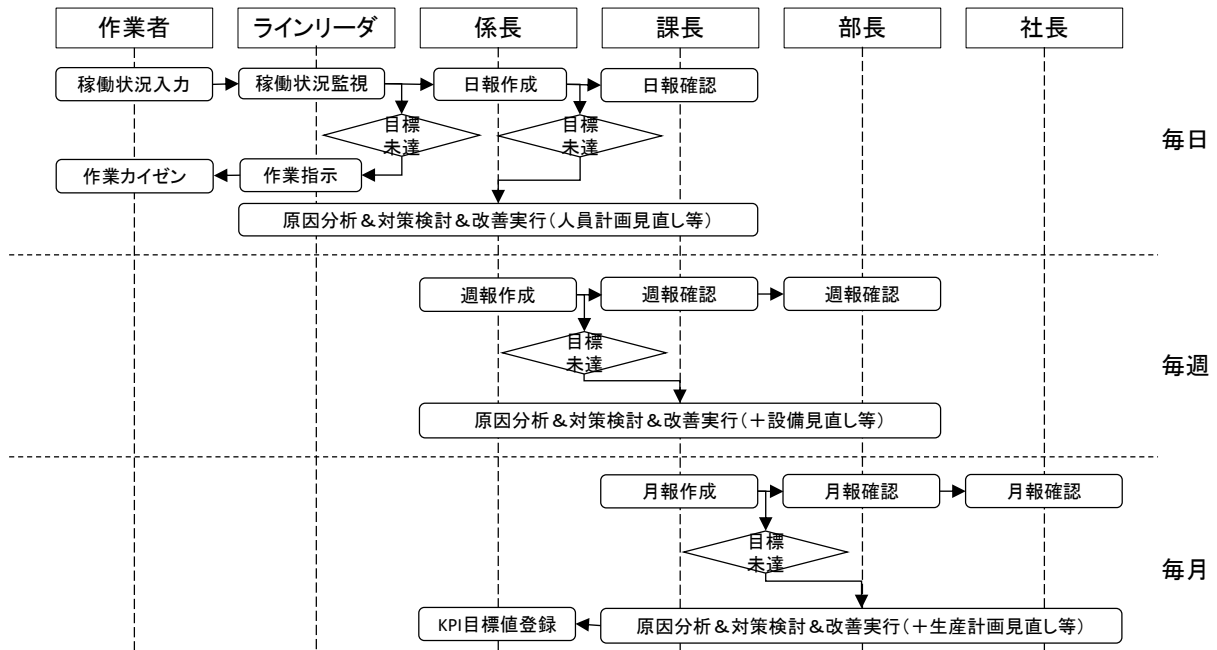 作業者
ラインリーダ
係長
課長
部長
社長
稼働状況入力
稼働状況監視
日報作成
日報確認
目標
未達
目標
未達
毎日
作業カイゼン
作業指示
原因分析&対策検討&改善実行(人員計画見直し等)
週報作成
週報確認
週報確認
目標
未達
毎週
原因分析&対策検討&改善実行(+設備見直し等)
月報作成
月報確認
月報確認
目標
未達
毎月
KPI目標値登録
原因分析&対策検討&改善実行(+生産計画見直し等)